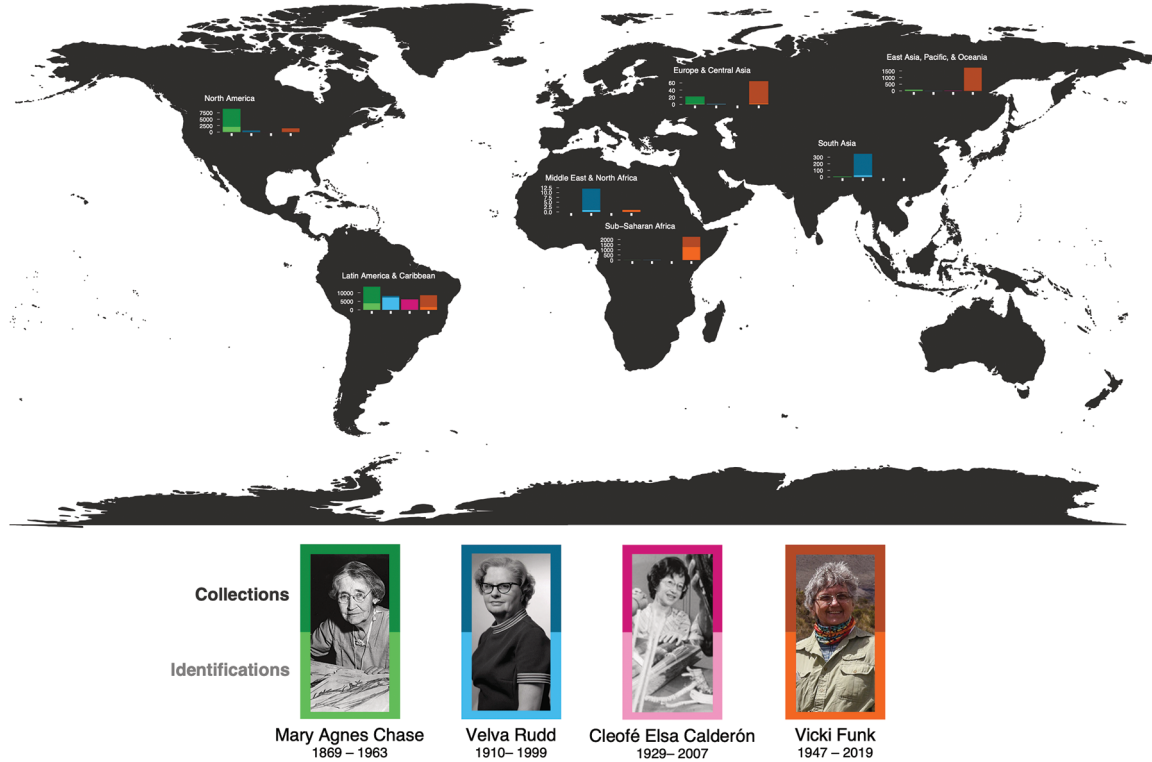 North America
7500
5000
2500
0
Europe & Central Asia
60
40
20
0
East Asia, Pacific, & Oceania
1500
1000
500
0
South Asia
300
200
100
0
Middle East & North Africa
12.5
10.0
7.5
5.0
2.5
0.0
Sub-Saharan Africa
2000
1500
1000
500
0
Latin America & Caribbean
10000
5000
0
Collections
Identifications
Mary Agnes Chase
1869 – 1963
Velva Rudd
1910– 1999
Cleofé Elsa Calderón
1929– 2007
Vicki Funk
1947 – 2019